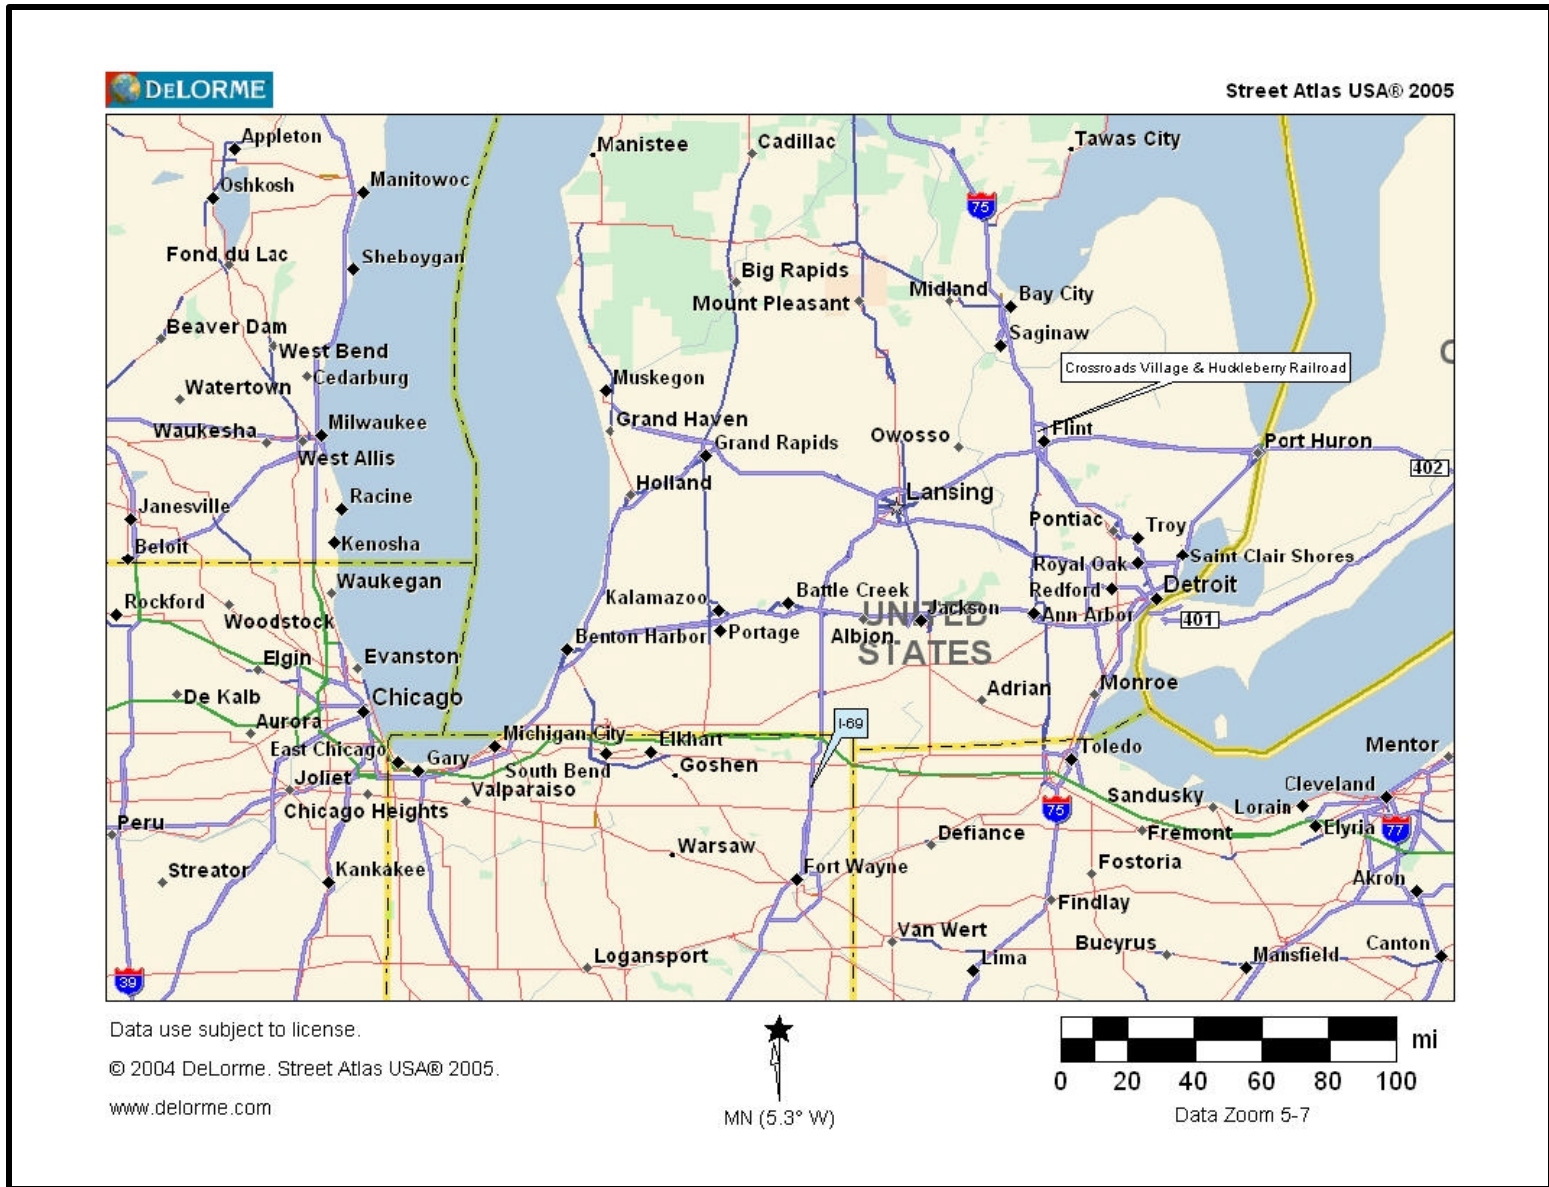 DELORME
Street Atlas USA® 2005
Appleton
Manistee
Cadillac
Tawas City
Oshkosh
Manitowoc
75
Fond du Lac
Sheboygan
Big Rapids
Mount Pleasant
Midland
Bay City
Beaver Dam
Saginaw
West Bend
Cedarburg
Crossroads Village & Huckleberry Railroad
Watertown
Muskegon
Waukesha
Milwaukee
Grand Haven
Owosso
Flint
Grand Rapids
Port Huron
West Allis
402
Janesville
Racine
Holland
Lansing
Pontiac
Troy
Beloit
Kenosha
Saint Clair Shores
Royal Oak
Waukegan
Redford
Detroit
Rockford
Kalamazoo
Battle Creek
UNITED
STATES
Jackson
Ann Arbor
401
Woodstock
Benton Harbor
Portage
Albion
Elgin
Evanston
De Kalb
Chicago
Adrian
Monroe
Aurora
I-69
Michigan City
East Chicago
Gary
Elkhart
Toledo
Mentor
Joliet
South Bend
Goshen
Cleveland
Chicago Heights
Valparaiso
75
Sandusky
Lorain
Peru
Defiance
Fremont
Elyria
77
Streator
Kankakee
Warsaw
Fort Wayne
Fostoria
Akron
Findlay
Van Wert
Bucyrus
Canton
Logansport
Lima
Mansfield
39
Data use subject to license.
© 2004 DeLorme. Street Atlas USA® 2005.
www.delorme.com
MN (5.3° W)
mi
0 20 40 60 80 100
Data Zoom 5-7